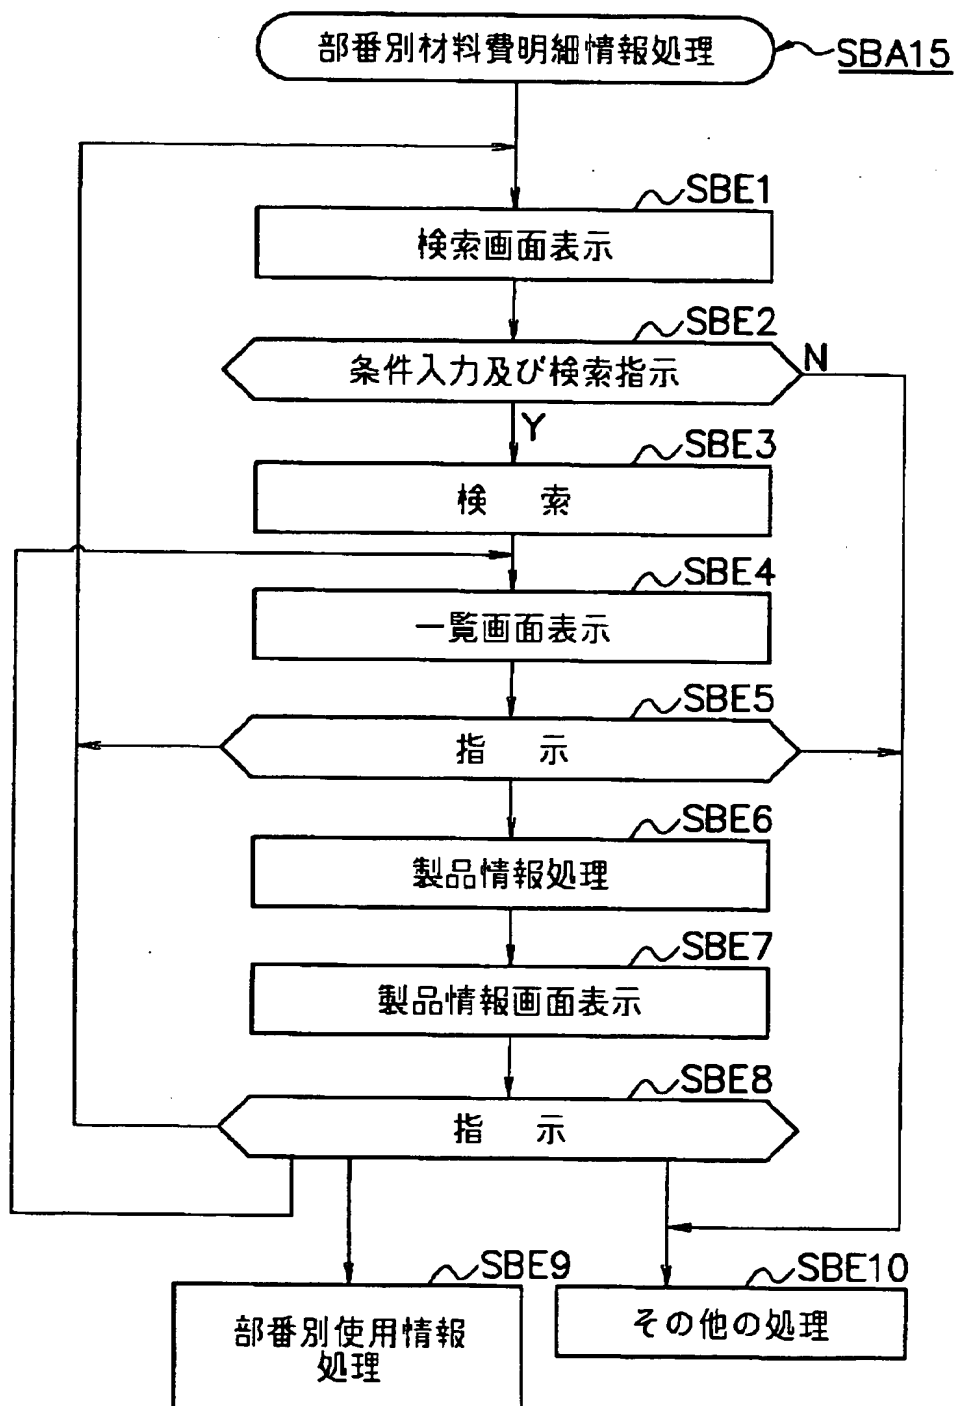 部番別材料費明細情報処理
SBA15
SBE1
検索画面表示
SBE2
条件入力及び検索指示
N
Y
SBE3
検 索
SBE4
一覧画面表示
SBE5
指 示
SBE6
製品情報処理
SBE7
製品情報画面表示
SBE8
指 示
SBE9
部番別使用情報
処理
SBE10
その他の処理